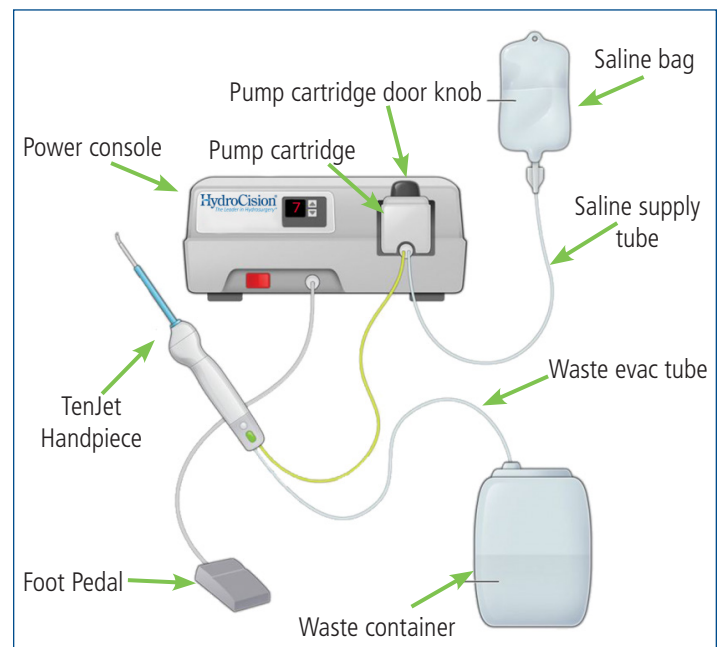 Saline bag
Pump cartridge door knob
Power console
Pump cartridge
HydroCision®
The Leader in Hydrosurgery™
7
Saline supply
tube
Waste evac tube
TenJet
Handpiece
Foot Pedal
Waste container